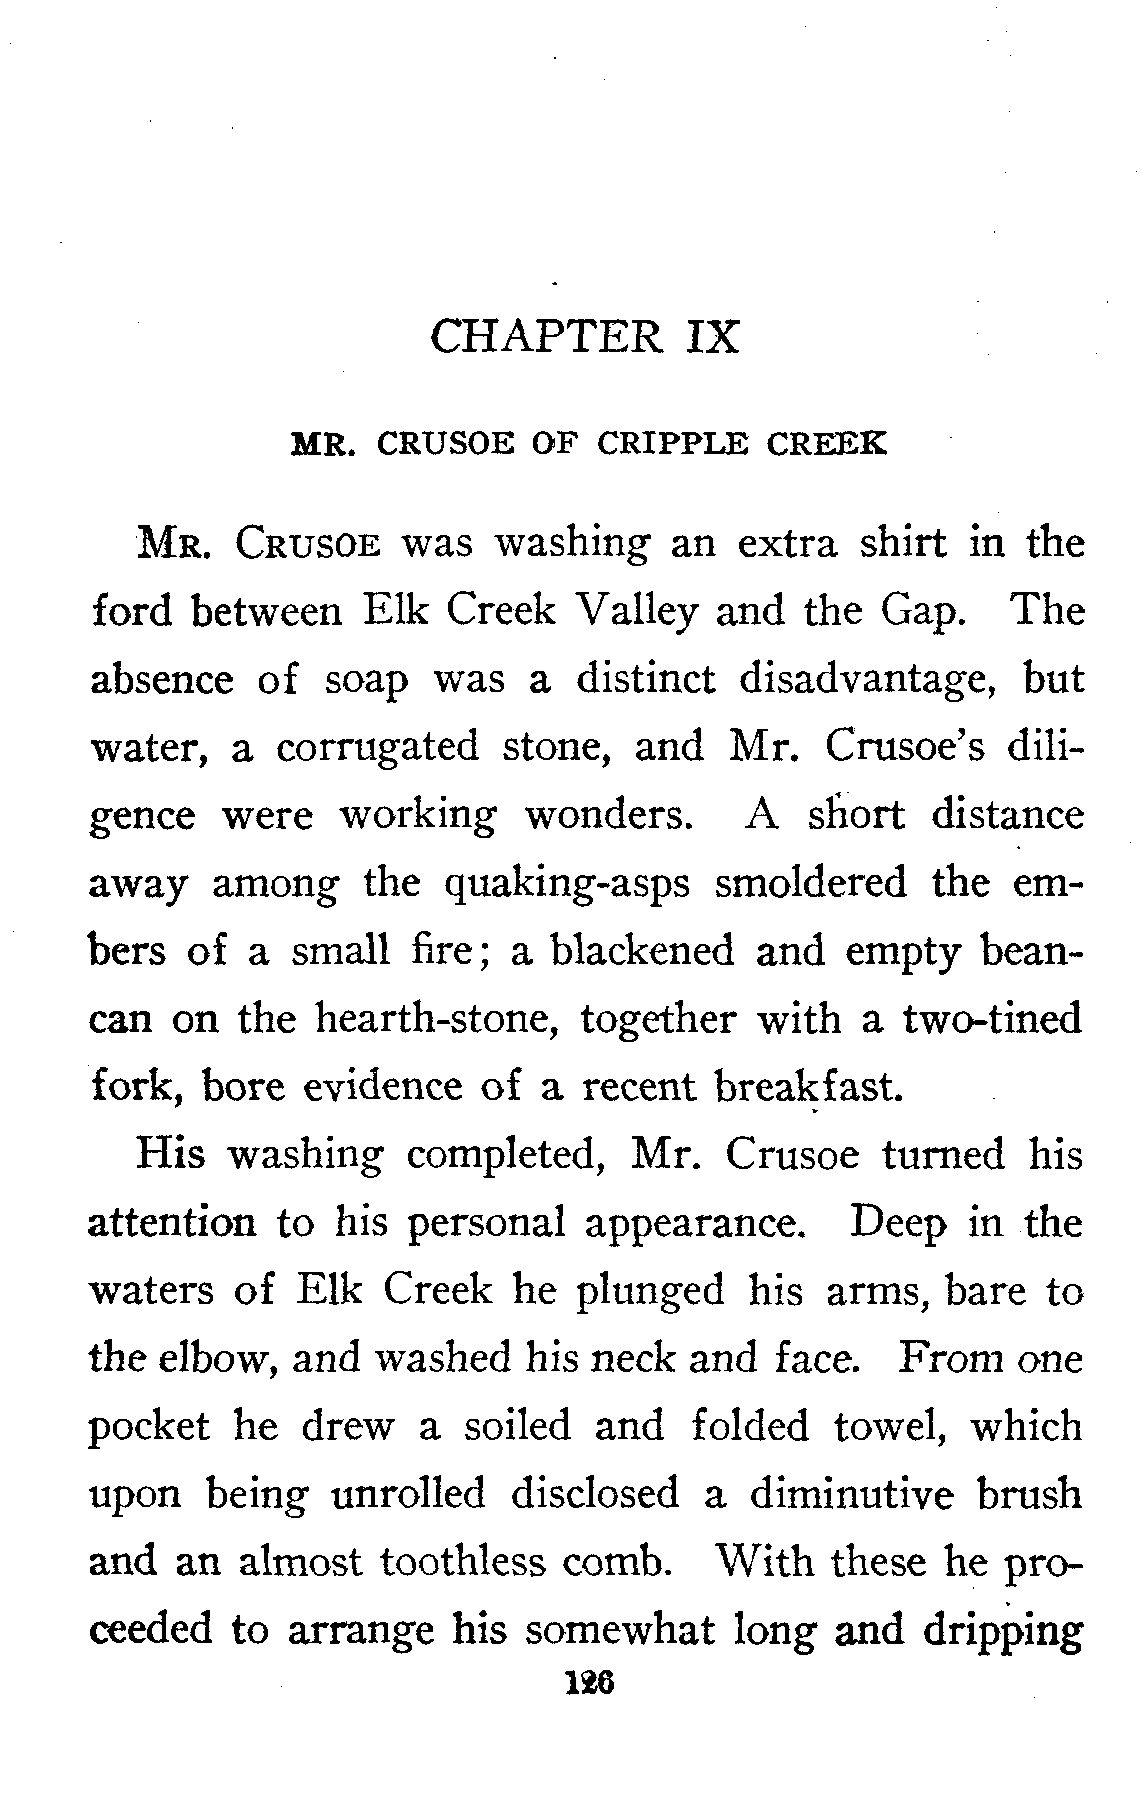 CHAPTER IX
MR. CRUSOE OF CRIPPLE CREEK
MR. CRUSOE was washing an extra shirt in the
ford between Elk Creek Valley and the Gap. The
absence of soap was a distinct disadvantage, but
water, a corrugated stone, and Mr. Crusoe's dili-
gence were working wonders. A short distance
away among the quaking-asps smoldered the em-
bers of a small fire; a blackened and empty bean-
can on the hearth-stone, together with a two-tined
fork, bore evidence of a recent breakfast.
His washing completed, Mr. Crusoe turned his
attention to his personal appearance. Deep in the
waters of Elk Creek he plunged his arms, bare to
the elbow, and washed his neck and face. From one
pocket he drew a soiled and folded towel, which
upon being unrolled disclosed a diminutive brush
and an almost toothless comb. With these he pro-
ceeded to arrange his somewhat long and dripping
126